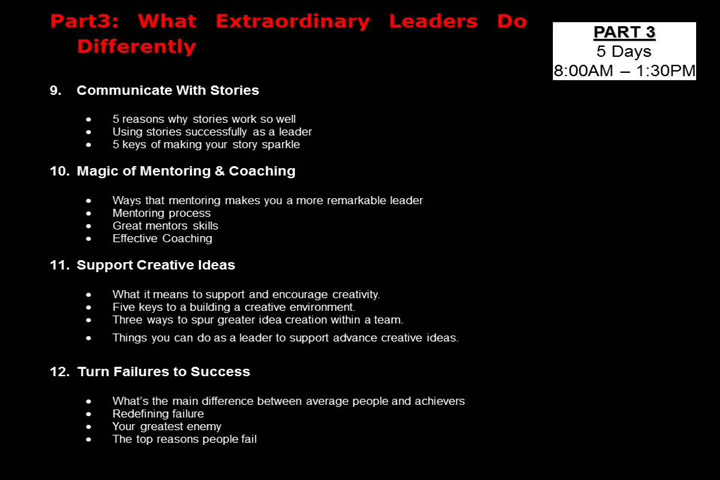 Part3: What Extraordinary Leaders Do
Differently
PART 3
5 Days
8:00AM – 1:30PM
9. Communicate With Stories
• 5 reasons why stories work so well
• Using stories successfully as a leader
• 5 keys of making your story sparkle
10. Magic of Mentoring & Coaching
• Ways that mentoring makes you a more remarkable leader
• Mentoring process
• Great mentors skills
• Effective Coaching
11. Support Creative Ideas
• What it means to support and encourage creativity.
• Five keys to a building a creative environment.
• Three ways to spur greater idea creation within a team.
• Things you can do as a leader to support advance creative ideas.
12. Turn Failures to Success
• What's the main difference between average people and achievers
• Redefining failure
• Your greatest enemy
• The top reasons people fail